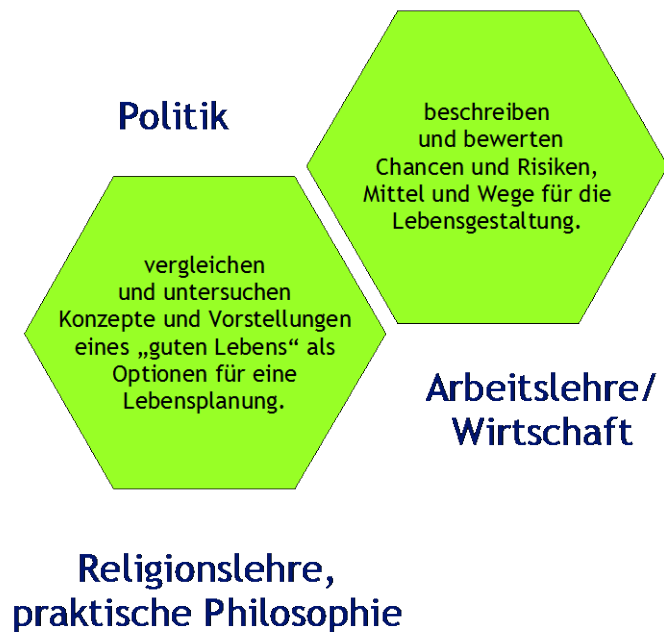 Politik
beschreiben
und bewerten
Chancen und Risiken,
Mittel und Wege für die
Lebensgestaltung.
vergleichen
und untersuchen
Konzepte und Vorstellungen
eines „guten Lebens“ als
Optionen für eine
Lebensplanung.
Arbeitslehre/
Wirtschaft
Religionslehre,
praktische Philosophie